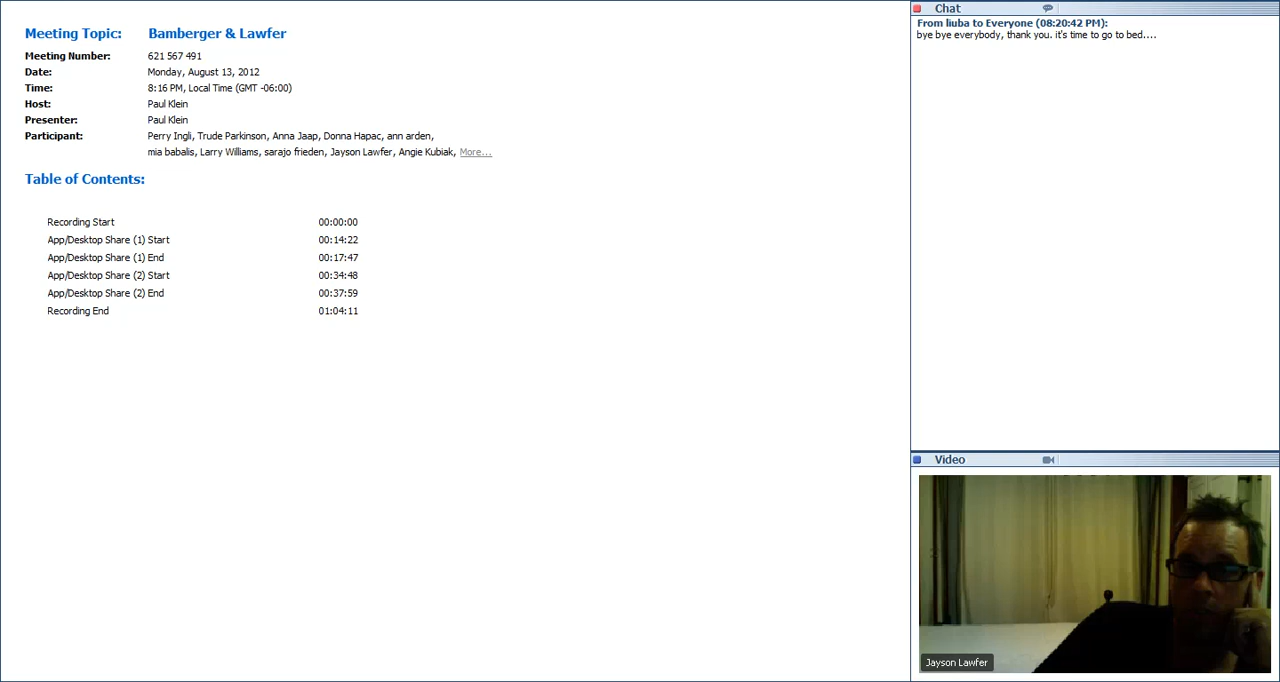 Meeting Topic: Bamberger & Lawfer
Meeting Number: 621 567 491
Date: Monday, August 13, 2012
Time: 8:16 PM, Local Time (GMT -06:00)
Host: Paul Klein
Presenter: Paul Klein
Participant: Perry Ingli, Trude Parkinson, Anna Jaap, Donna Hapac, ann arden,
mia babalis, Larry Williams, sarajo frieden, Jayson Lawfer, Angie Kubiak, More...
Table of Contents:
Recording Start 00:00:00
App/Desktop Share (1) Start 00:14:22
App/Desktop Share (1) End 00:17:47
App/Desktop Share (2) Start 00:34:48
App/Desktop Share (2) End 00:37:59
Recording End 01:04:11
Chat
From liuba to Everyone (08:20:42 PM):
bye bye everybody, thank you. it's time to go to bed....
Video
Jayson Lawfer